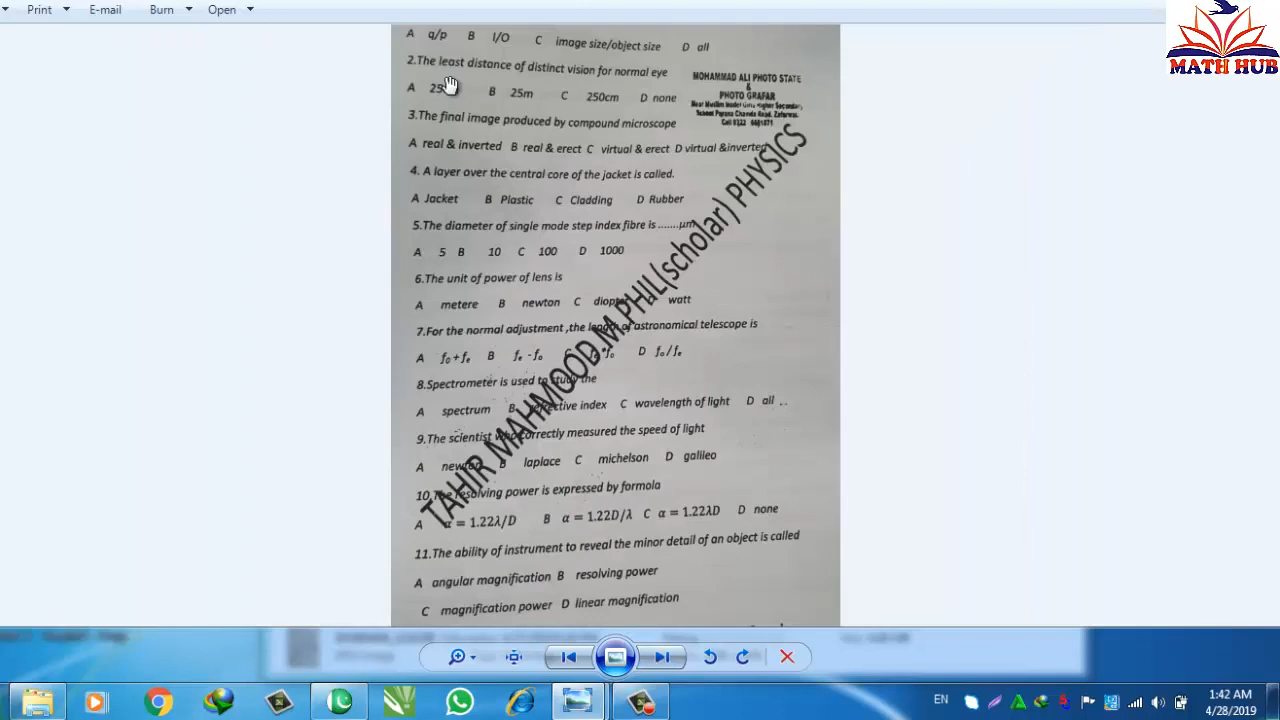 Print E-mail Burn Open
MATH HUB
A q/p B I/O C image size/object size D all
2.The least distance of distinct vision for normal eye
A 25 B 25m C 250cm D none
MOHAMMAD ALI PHOTO STATE
&
PHOTO GRAFAR
3.The final image produced by compound microscope
A real & inverted B real & erect C virtual & erect D virtual &inverted
4. A layer over the central core of the jacket is called.
A Jacket B Plastic C Cladding D Rubber
5.The diameter of single mode step index fibre is .......μm
A 5 B 10 C 100 D 1000
6.The unit of power of lens is
A metere B newton C diopter D watt
7.For the normal adjustment ,the length of astronomical telescope is
A f₀+fₑ B fₑ-f₀ C D f₀/fₑ
8.Spectrometer is used to study the
A spectrum B refrective index C wavelength of light D all ..
9.The scientist who correctly measured the speed of light
A newton B laplace C michelson D galileo
10.The resolving power is expressed by formola
A α = 1.22λ/D B α = 1.22D/λ C α = 1.22λD D none
11.The ability of instrument to reveal the minor detail of an object is called
A angular magnification B resolving power
C magnification power D linear magnification
TAHIR MAHMOOD.M.PHIL(scholar) PHYSICS
EN
1:42 AM
4/28/2019